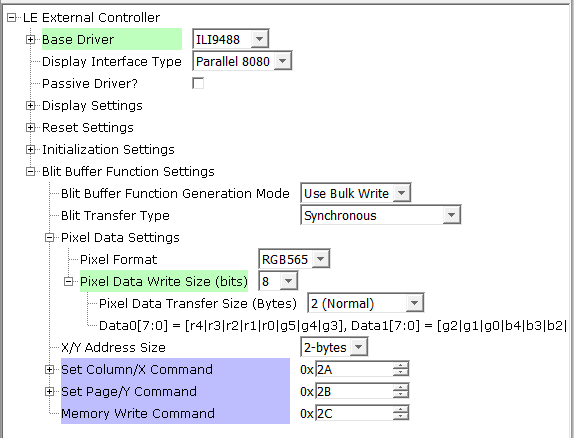 LE External Controller
Base Driver ILI9488
Display Interface Type Parallel 8080
Passive Driver?
Display Settings
Reset Settings
Initialization Settings
Blit Buffer Function Settings
Blit Buffer Function Generation Mode Use Bulk Write
Blit Transfer Type Synchronous
Pixel Data Settings
Pixel Format RGB565
Pixel Data Write Size (bits) 8
Pixel Data Transfer Size (Bytes) 2 (Normal)
Data0[7:0] = [r4|r3|r2|r1|r0|g5|g4|g3], Data1[7:0] = [g2|g1|g0|b4|b3|b2|
X/Y Address Size 2-bytes
Set Column/X Command 0x 2A
Set Page/Y Command 0x 2B
Memory Write Command 0x 2C